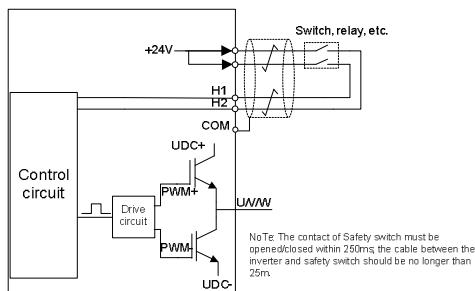 Switch, relay, etc.
+24V
H1
H2
COM
UDC+
Control
circuit
PWM+
Drive
circuit
U/V/W
PWM-
UDC-
NoTe: The contact of Safety switch must be
opened/closed within 250ms; the cable between the
inverter and safety switch should be no longer than
25m.